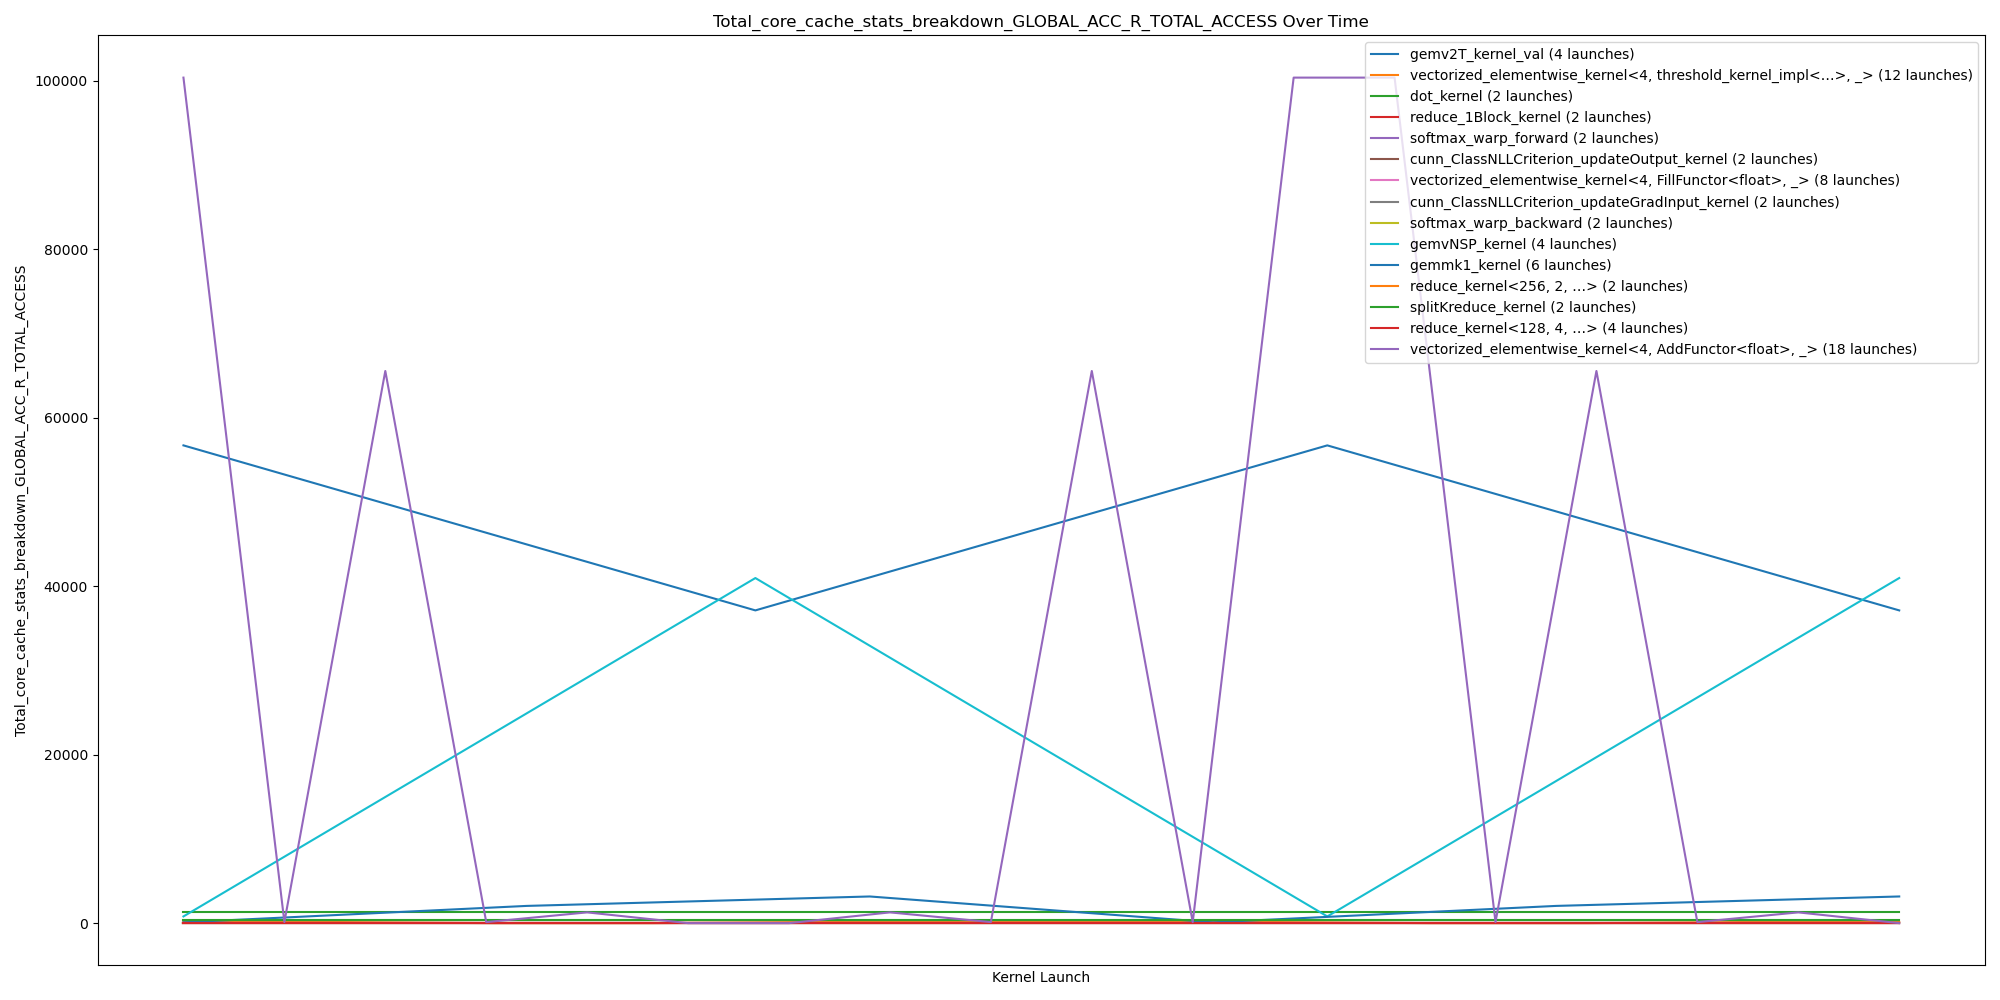 Total_core_cache_stats_breakdown_GLOBAL_ACC_R_TOTAL_ACCESS Over Time
gemv2T_kernel_val (4 launches)
vectorized_elementwise_kernel<4, threshold_kernel_impl<...>, _> (12 launches)
dot_kernel (2 launches)
reduce_1Block_kernel (2 launches)
softmax_warp_forward (2 launches)
cunn_ClassNLLCriterion_updateOutput_kernel (2 launches)
vectorized_elementwise_kernel<4, FillFunctor<float>, _> (8 launches)
cunn_ClassNLLCriterion_updateGradInput_kernel (2 launches)
softmax_warp_backward (2 launches)
gemvNSP_kernel (4 launches)
gemmk1_kernel (6 launches)
reduce_kernel<256, 2, ...> (2 launches)
splitKreduce_kernel (2 launches)
reduce_kernel<128, 4, ...> (4 launches)
vectorized_elementwise_kernel<4, AddFunctor<float>, _> (18 launches)
100000
80000
60000
40000
20000
0
Total_core_cache_stats_breakdown_GLOBAL_ACC_R_TOTAL_ACCESS
Kernel Launch